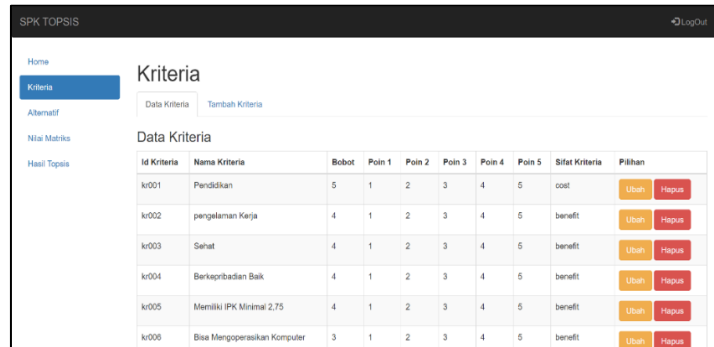 SPK TOPSIS
LogOut
Home
Kriteria
Alternatif
Nilai Matriks
Hasil Topsis
Kriteria
Data Kriteria Tambah Kriteria
Data Kriteria
Id Kriteria Nama Kriteria Bobot Poin 1 Poin 2 Poin 3 Poin 4 Poin 5 Sifat Kriteria Pilihan
kr001 Pendidikan 5 1 2 3 4 5 cost Ubah Hapus
kr002 pengelaman Kerja 4 1 2 3 4 5 benefit Ubah Hapus
kr003 Sehat 4 1 2 3 4 5 benefit Ubah Hapus
kr004 Berkepribadian Baik 4 1 2 3 4 5 benefit Ubah Hapus
kr005 Memiliki IPK Minimal 2,75 4 1 2 3 4 5 benefit Ubah Hapus
kr006 Bisa Mengoperasikan Komputer 3 1 2 3 4 5 benefit Ubah Hapus